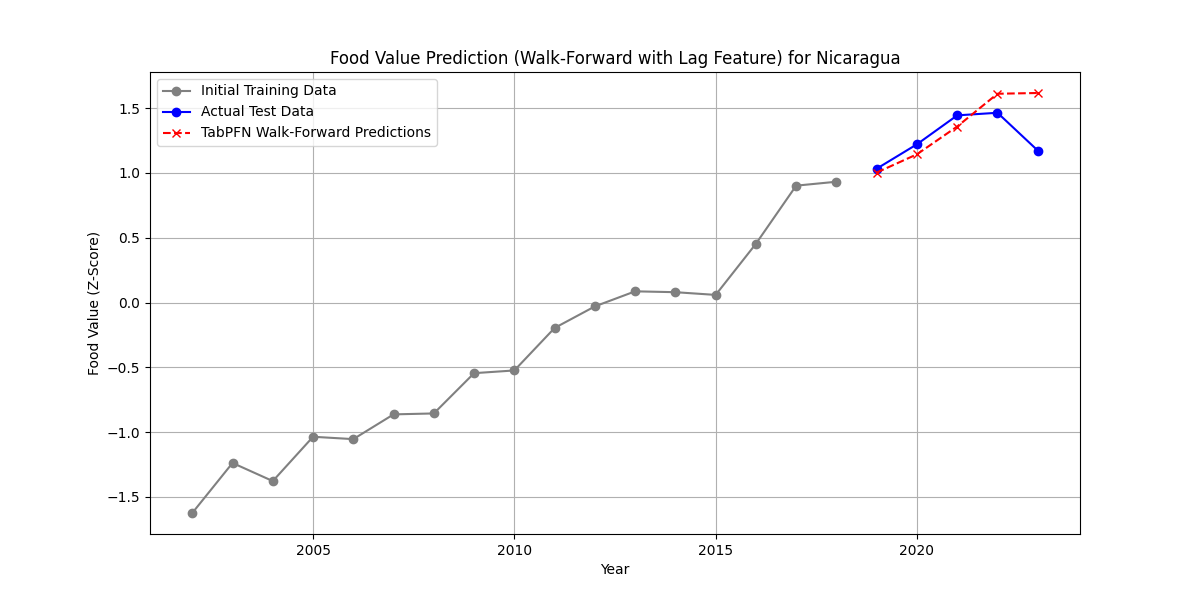 Food Value Prediction (Walk-Forward with Lag Feature) for Nicaragua
Initial Training Data
Actual Test Data
TabPFN Walk-Forward Predictions
1.5
1.0
0.5
0.0
−0.5
−1.0
−1.5
Food Value (Z-Score)
2005 2010 2015 2020
Year